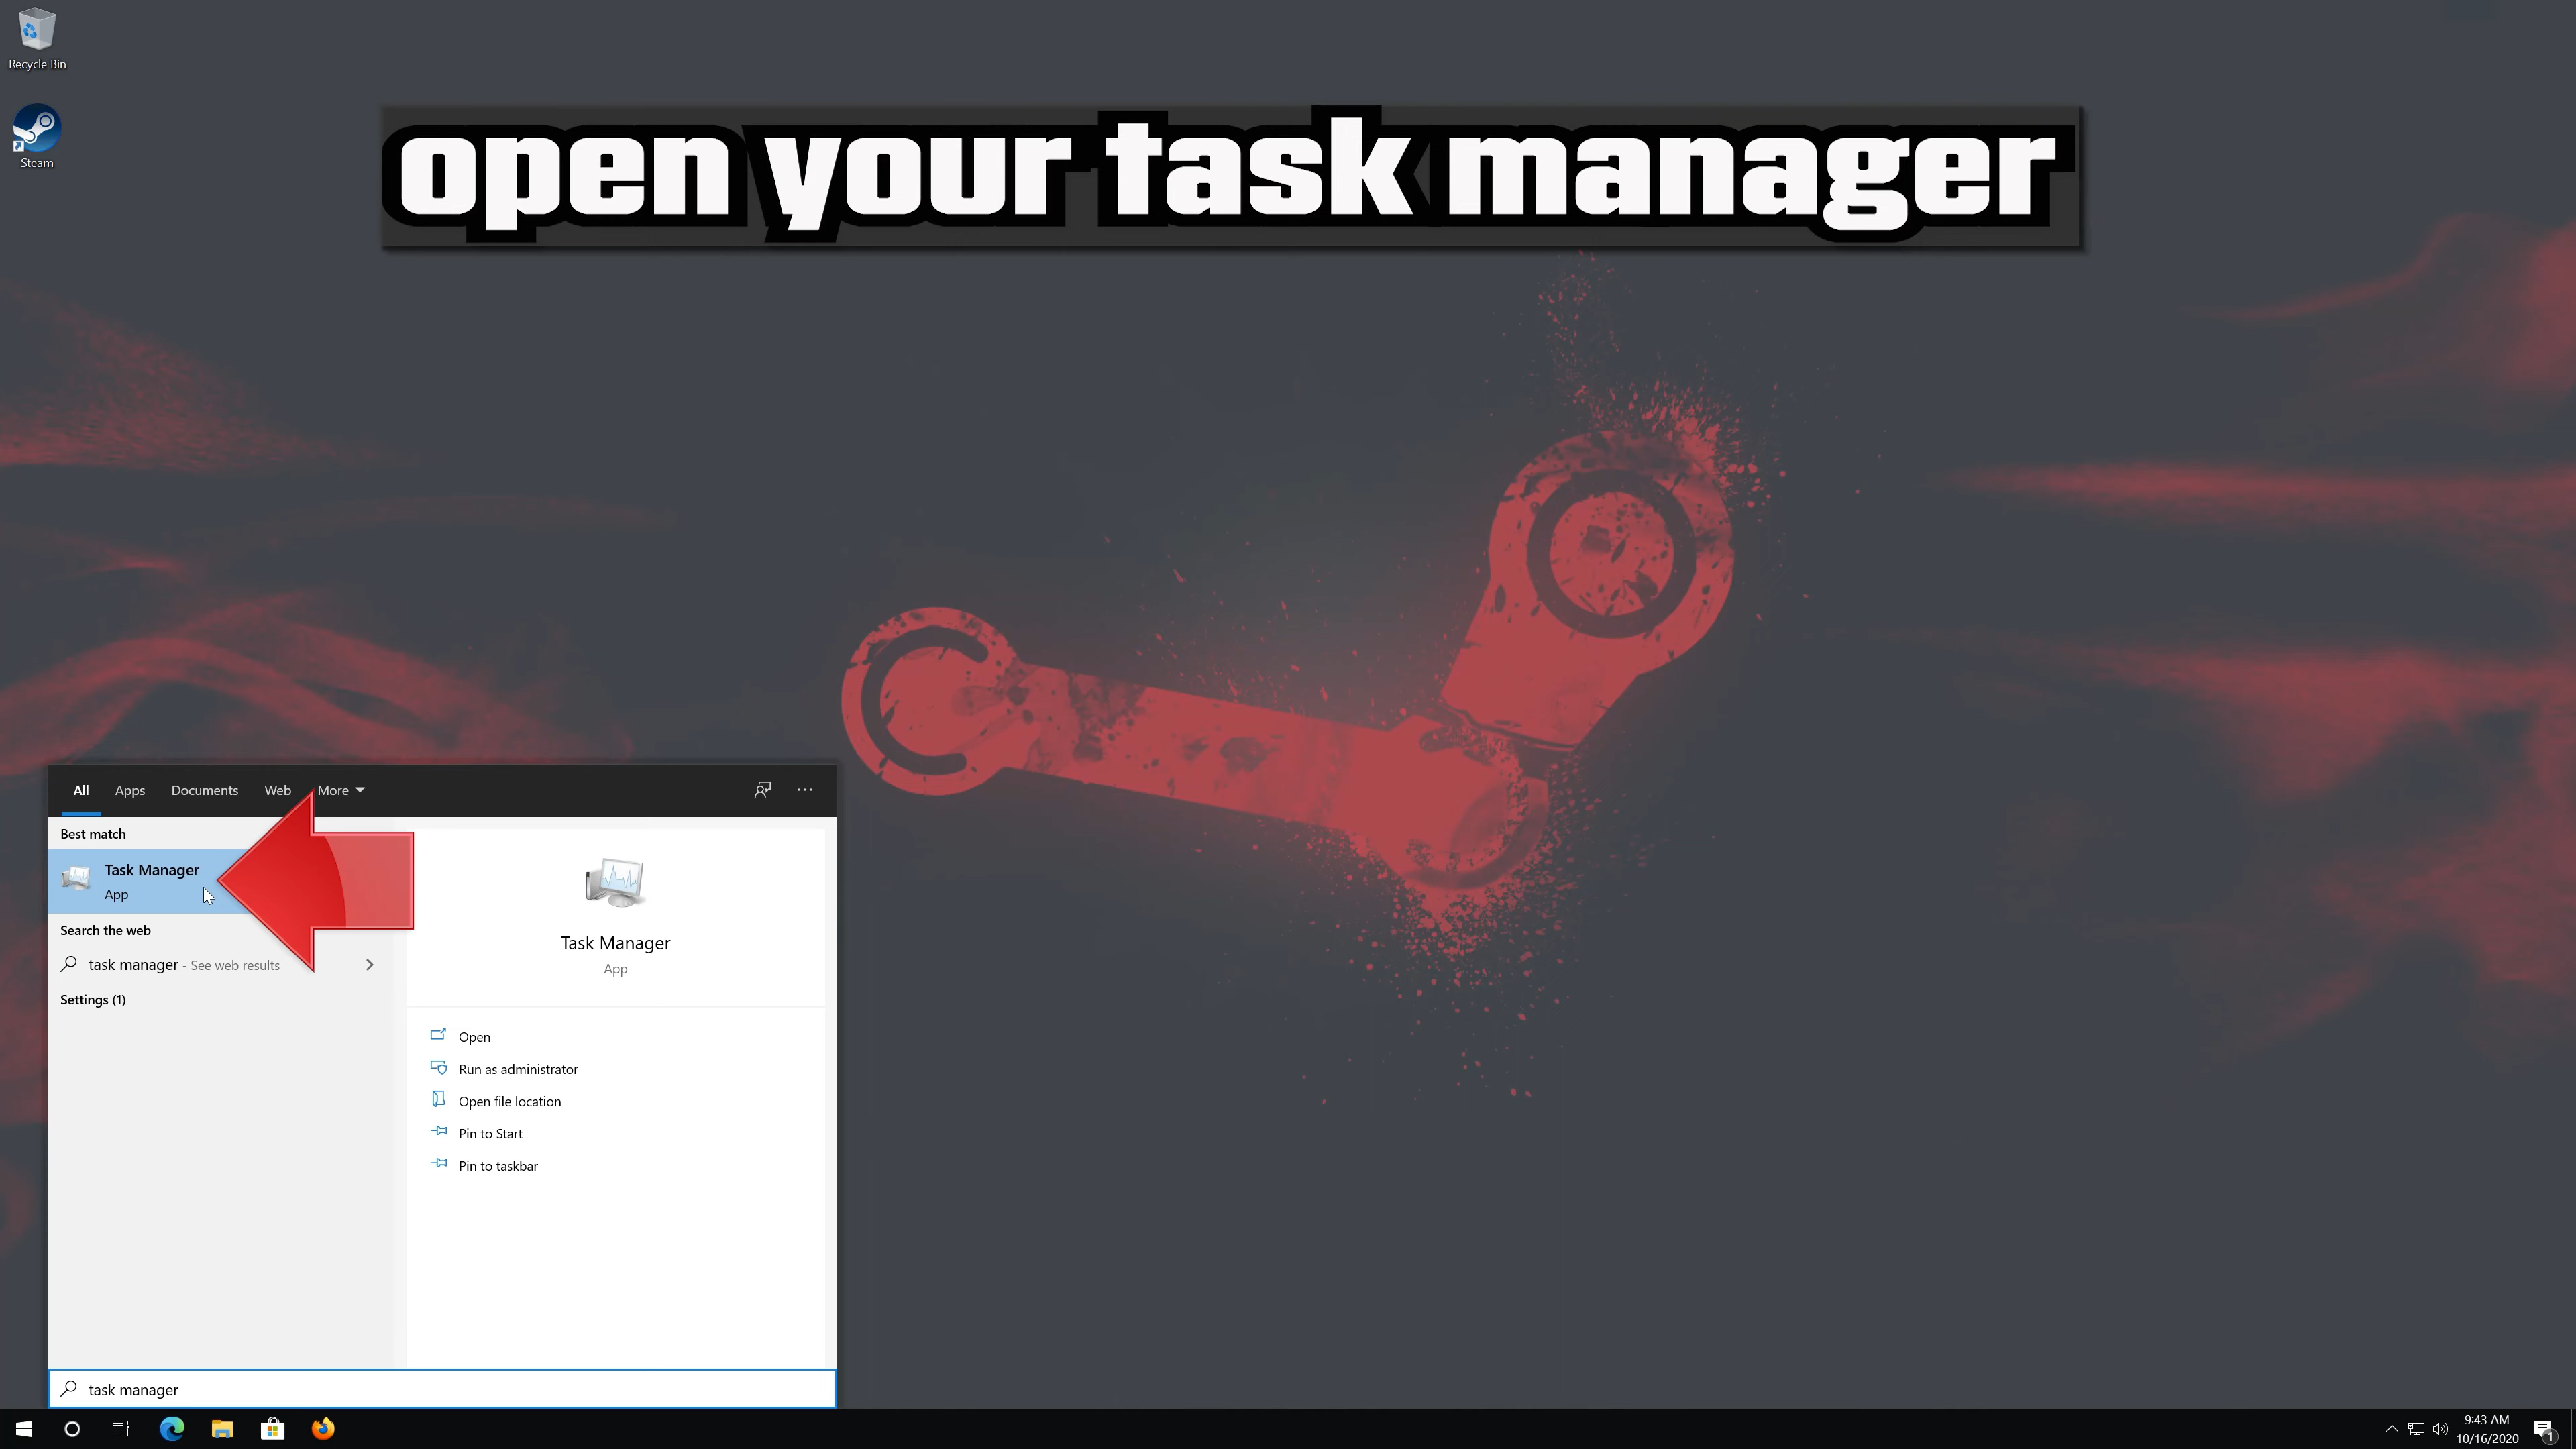 Recycle Bin
Steam
open your task manager
All Apps Documents Web More
Best match
Task Manager
App
Search the web
task manager - See web results
Settings (1)
Task Manager
App
Open
Run as administrator
Open file location
Pin to Start
Pin to taskbar
task manager
9:43 AM
10/16/2020
1